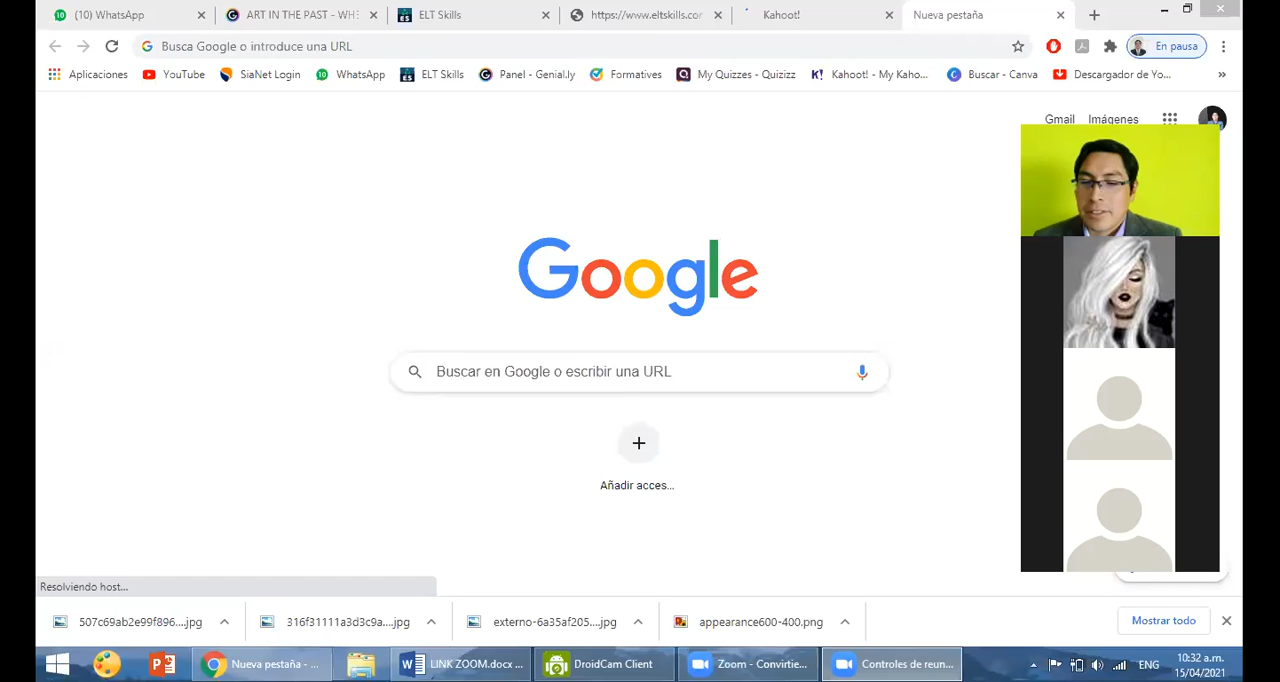 (10) WhatsApp
ART IN THE PAST - WH
ELT Skills
https://www.eltskills.cor
Kahoot!
Nueva pestaña
Busca Google o introduce una URL
En pausa
Aplicaciones
YouTube
SiaNet Login
WhatsApp
ELT Skills
Panel - Genial.ly
Formatives
My Quizzes - Quizizz
Kahoot! - My Kaho...
Buscar - Canva
Descargador de Yo...
Gmail
Imágenes
Google
Buscar en Google o escribir una URL
Añadir acces...
Resolviendo host...
507c69ab2e99f896....jpg
316f31111a3d3c9a....jpg
externo-6a35af205....jpg
appearance600-400.png
Mostrar todo
Nueva pestaña - ...
LINK ZOOM.docx ...
DroidCam Client
Zoom - Convirtie...
Controles de reun...
ENG
10:32 a.m.
15/04/2021